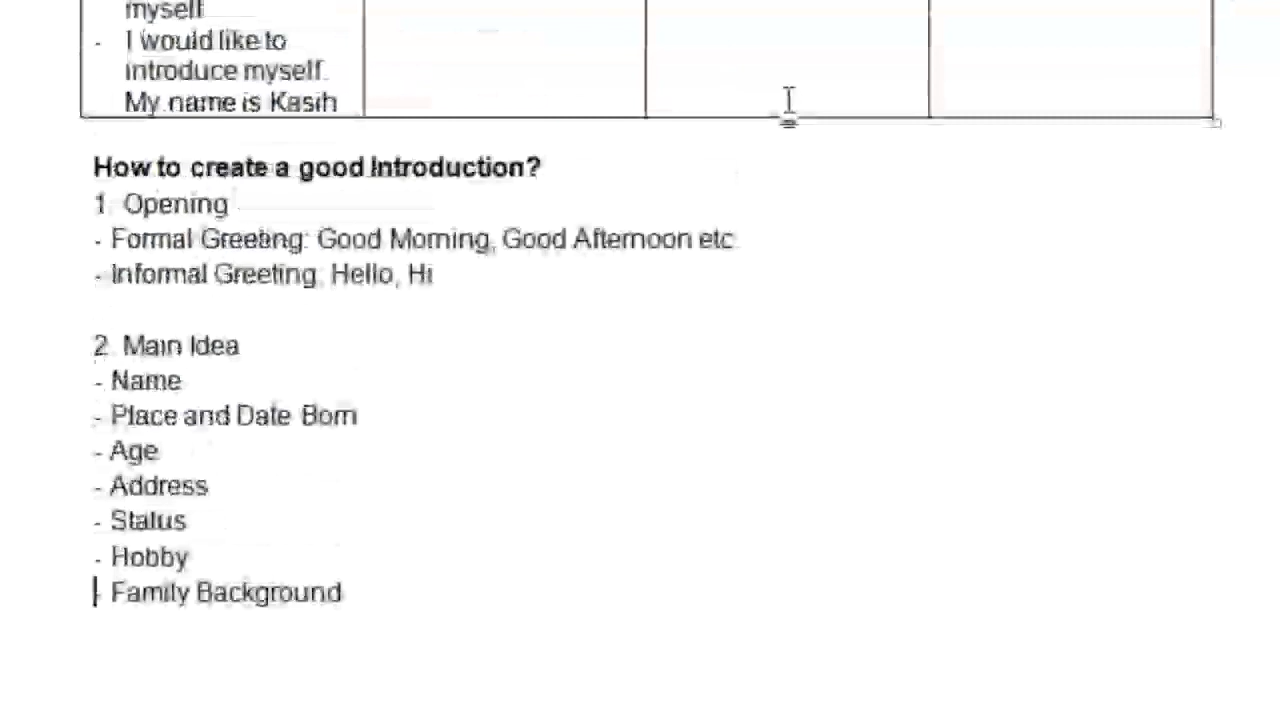 myself
- I would like to
introduce myself.
My name is Kasih
How to create a good Introduction?
1. Opening
- Formal Greeting: Good Morning, Good Afternoon etc
- Informal Greeting: Hello, Hi
2. Main Idea
- Name
- Place and Date Born
- Age
- Address
- Status
- Hobby
- Family Background